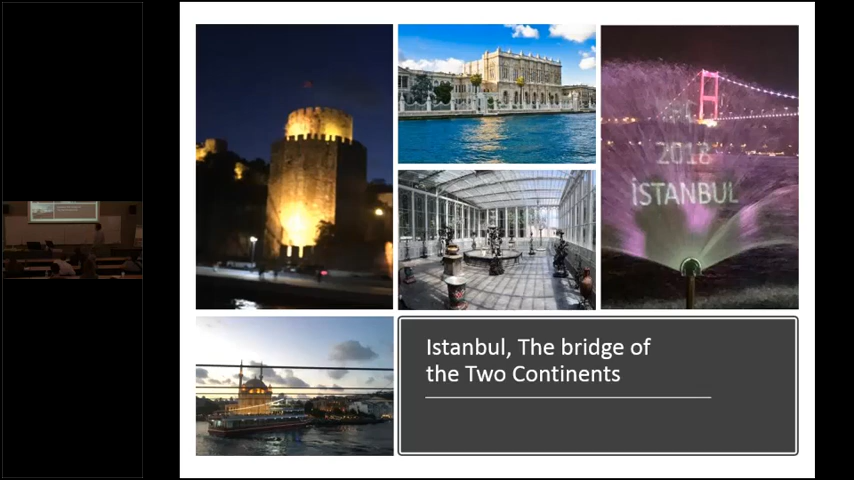 2018
İSTANBUL
Istanbul, The bridge of
the Two Continents